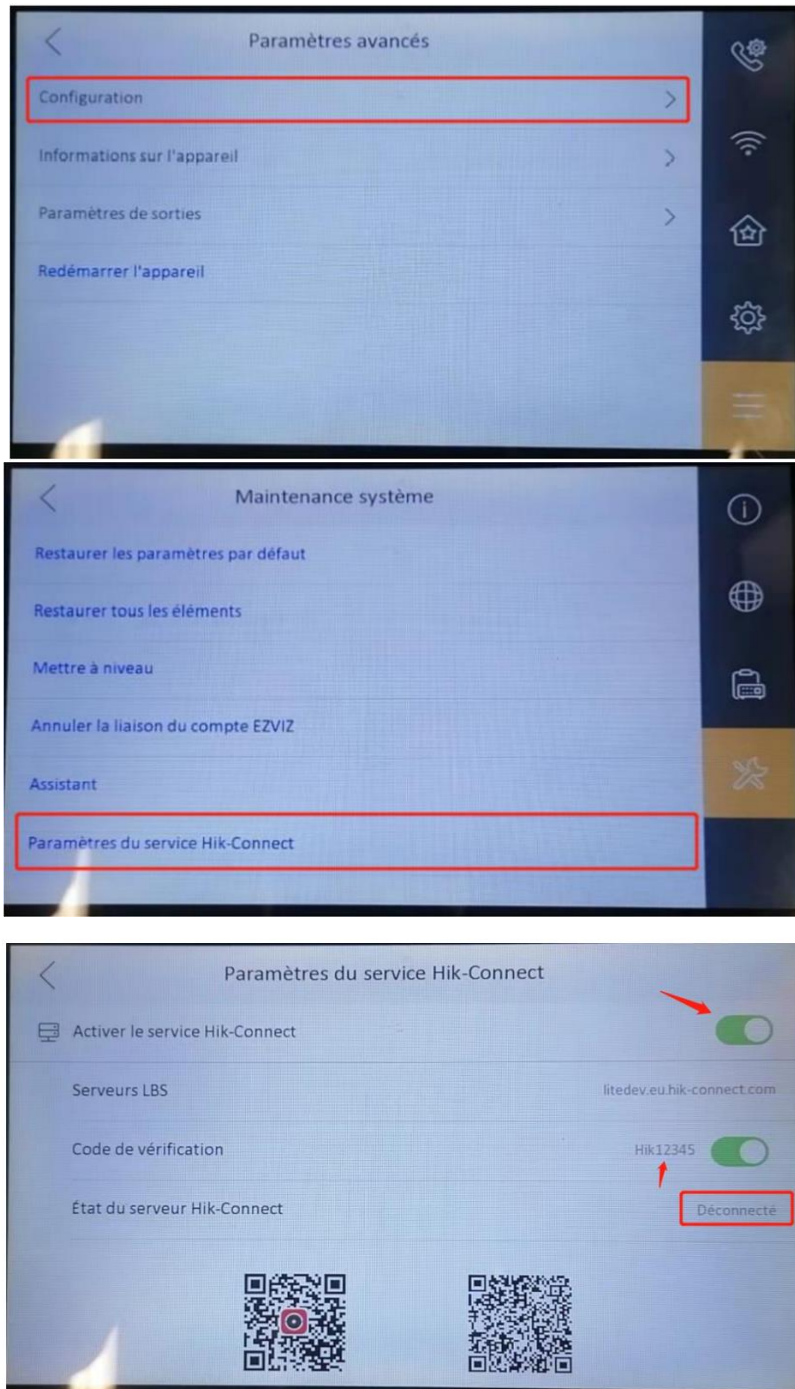 Paramètres avancés
Configuration
Informations sur l'appareil
Paramètres de sorties
Redémarrer l'appareil
Maintenance système
Restaurer les paramètres par défaut
Restaurer tous les éléments
Mettre à niveau
Annuler la liaison du compte EZVIZ
Assistant
Paramètres du service Hik-Connect
Paramètres du service Hik-Connect
Activer le service Hik-Connect
Serveurs LBS litedev.eu.hik-connect.com
Code de vérification Hik12345
État du serveur Hik-Connect Déconnecté